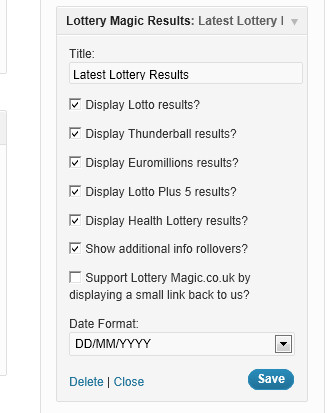 Lottery Magic Results: Latest Lottery
Title:
Latest Lottery Results
Display Lotto results?
Display Thunderball results?
Display Euromillions results?
Display Lotto Plus 5 results?
Display Health Lottery results?
Show additional info rollovers?
Support Lottery Magic.co.uk by
displaying a small link back to us?
Date Format:
DD/MM/YYYY
Delete | Close
Save